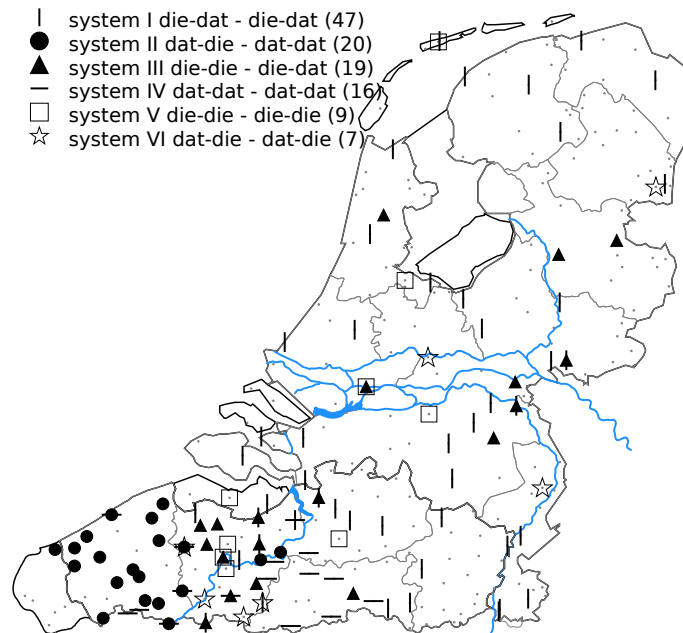 system I die-dat - die-dat (47)
system II dat-die - dat-dat (20)
system III die-die - die-dat (19)
system IV dat-dat - dat-dat (16)
system V die-die - die-die (9)
system VI dat-die - dat-die (7)